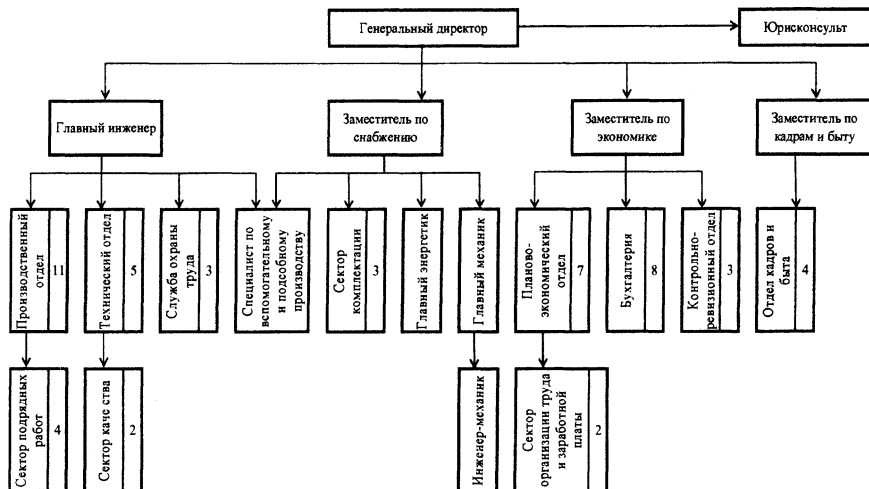 Генеральный директор
Юрисконсульт
Главный инженер
Заместитель по
снабжению
Заместитель по
экономике
Заместитель по
кадрам и быту
Производственный
отдел
11
Технический отдел
5
Служба охраны
труда
3
Специалист по
вспомогательному
и подсобному
производству
Сектор
комплектации
3
Главный энергетик
Главный механик
Планово-
экономический
отдел
7
Бухгалтерия
8
Контрольно-
ревизионный отдел
3
Отдел кадров и
быта
4
Сектор подрядных
работ
4
Сектор каче ства
2
Инженер-механик
Сектор
организации труда
и заработной
платы
2